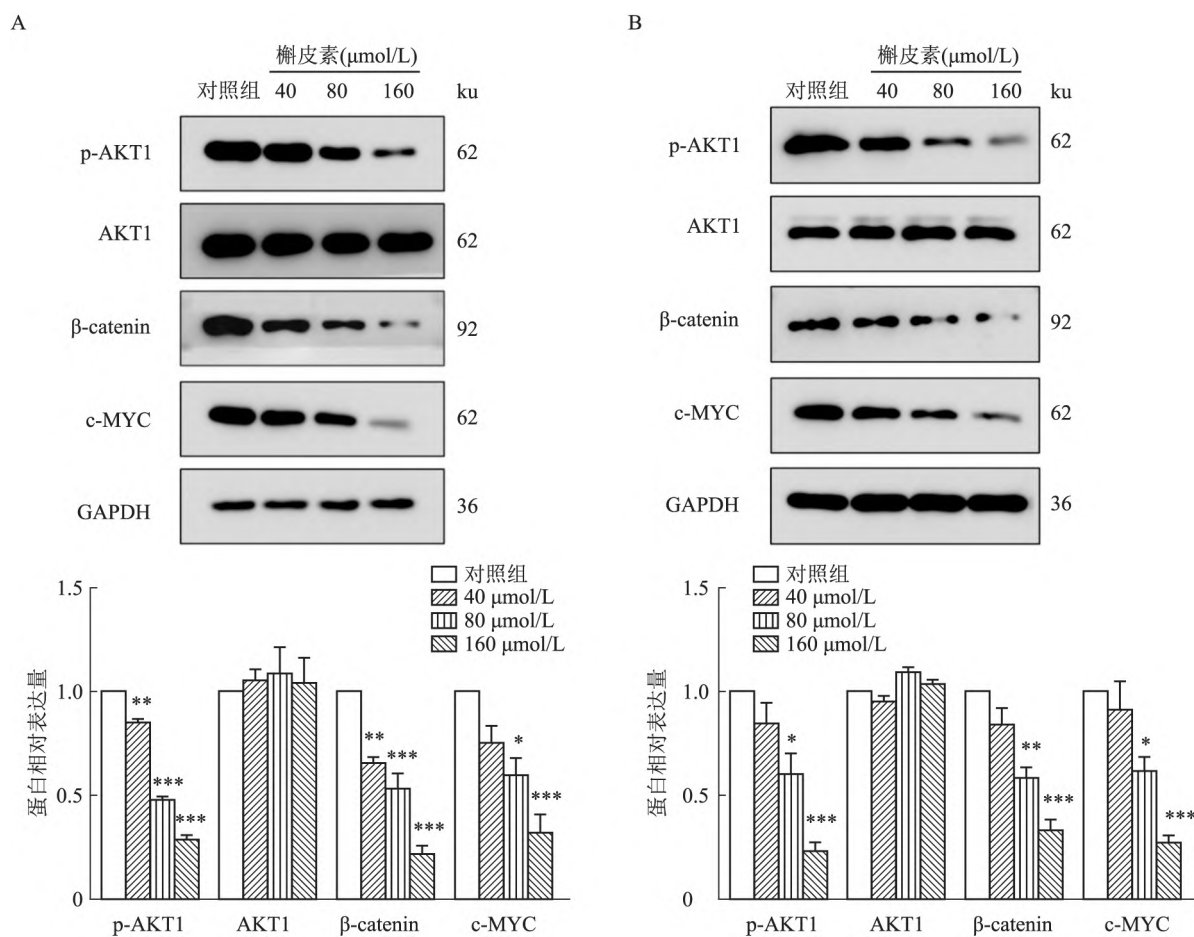 A
槲皮素(μmol/L)
对照组 40 80 160 ku
p-AKT1 62
AKT1 62
β-catenin 92
c-MYC 62
GAPDH 36
1.5
1.0
0.5
0
蛋白相对表达量
对照组
40 μmol/L
80 μmol/L
160 μmol/L
** *** *** ** *** *** * ***
p-AKT1 AKT1 β-catenin c-MYC
B
槲皮素(μmol/L)
对照组 40 80 160 ku
p-AKT1 62
AKT1 62
β-catenin 92
c-MYC 62
GAPDH 36
1.5
1.0
0.5
0
蛋白相对表达量
对照组
40 μmol/L
80 μmol/L
160 μmol/L
* *** ** *** * ***
p-AKT1 AKT1 β-catenin c-MYC